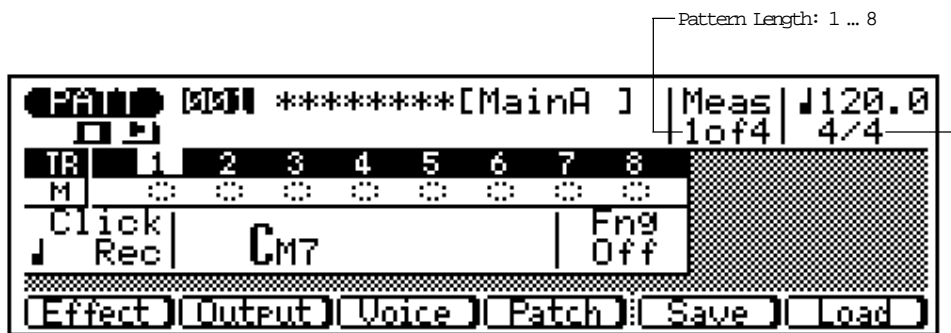 Pattern Length: 1 ... 8
PATT 001 ********[MainA ] Meas ♩120.0
1of4 4/4
TR 1 2 3 4 5 6 7 8
M
Click Fng
♩ Rec CM7 Off
Effect Output Voice Patch Save Load